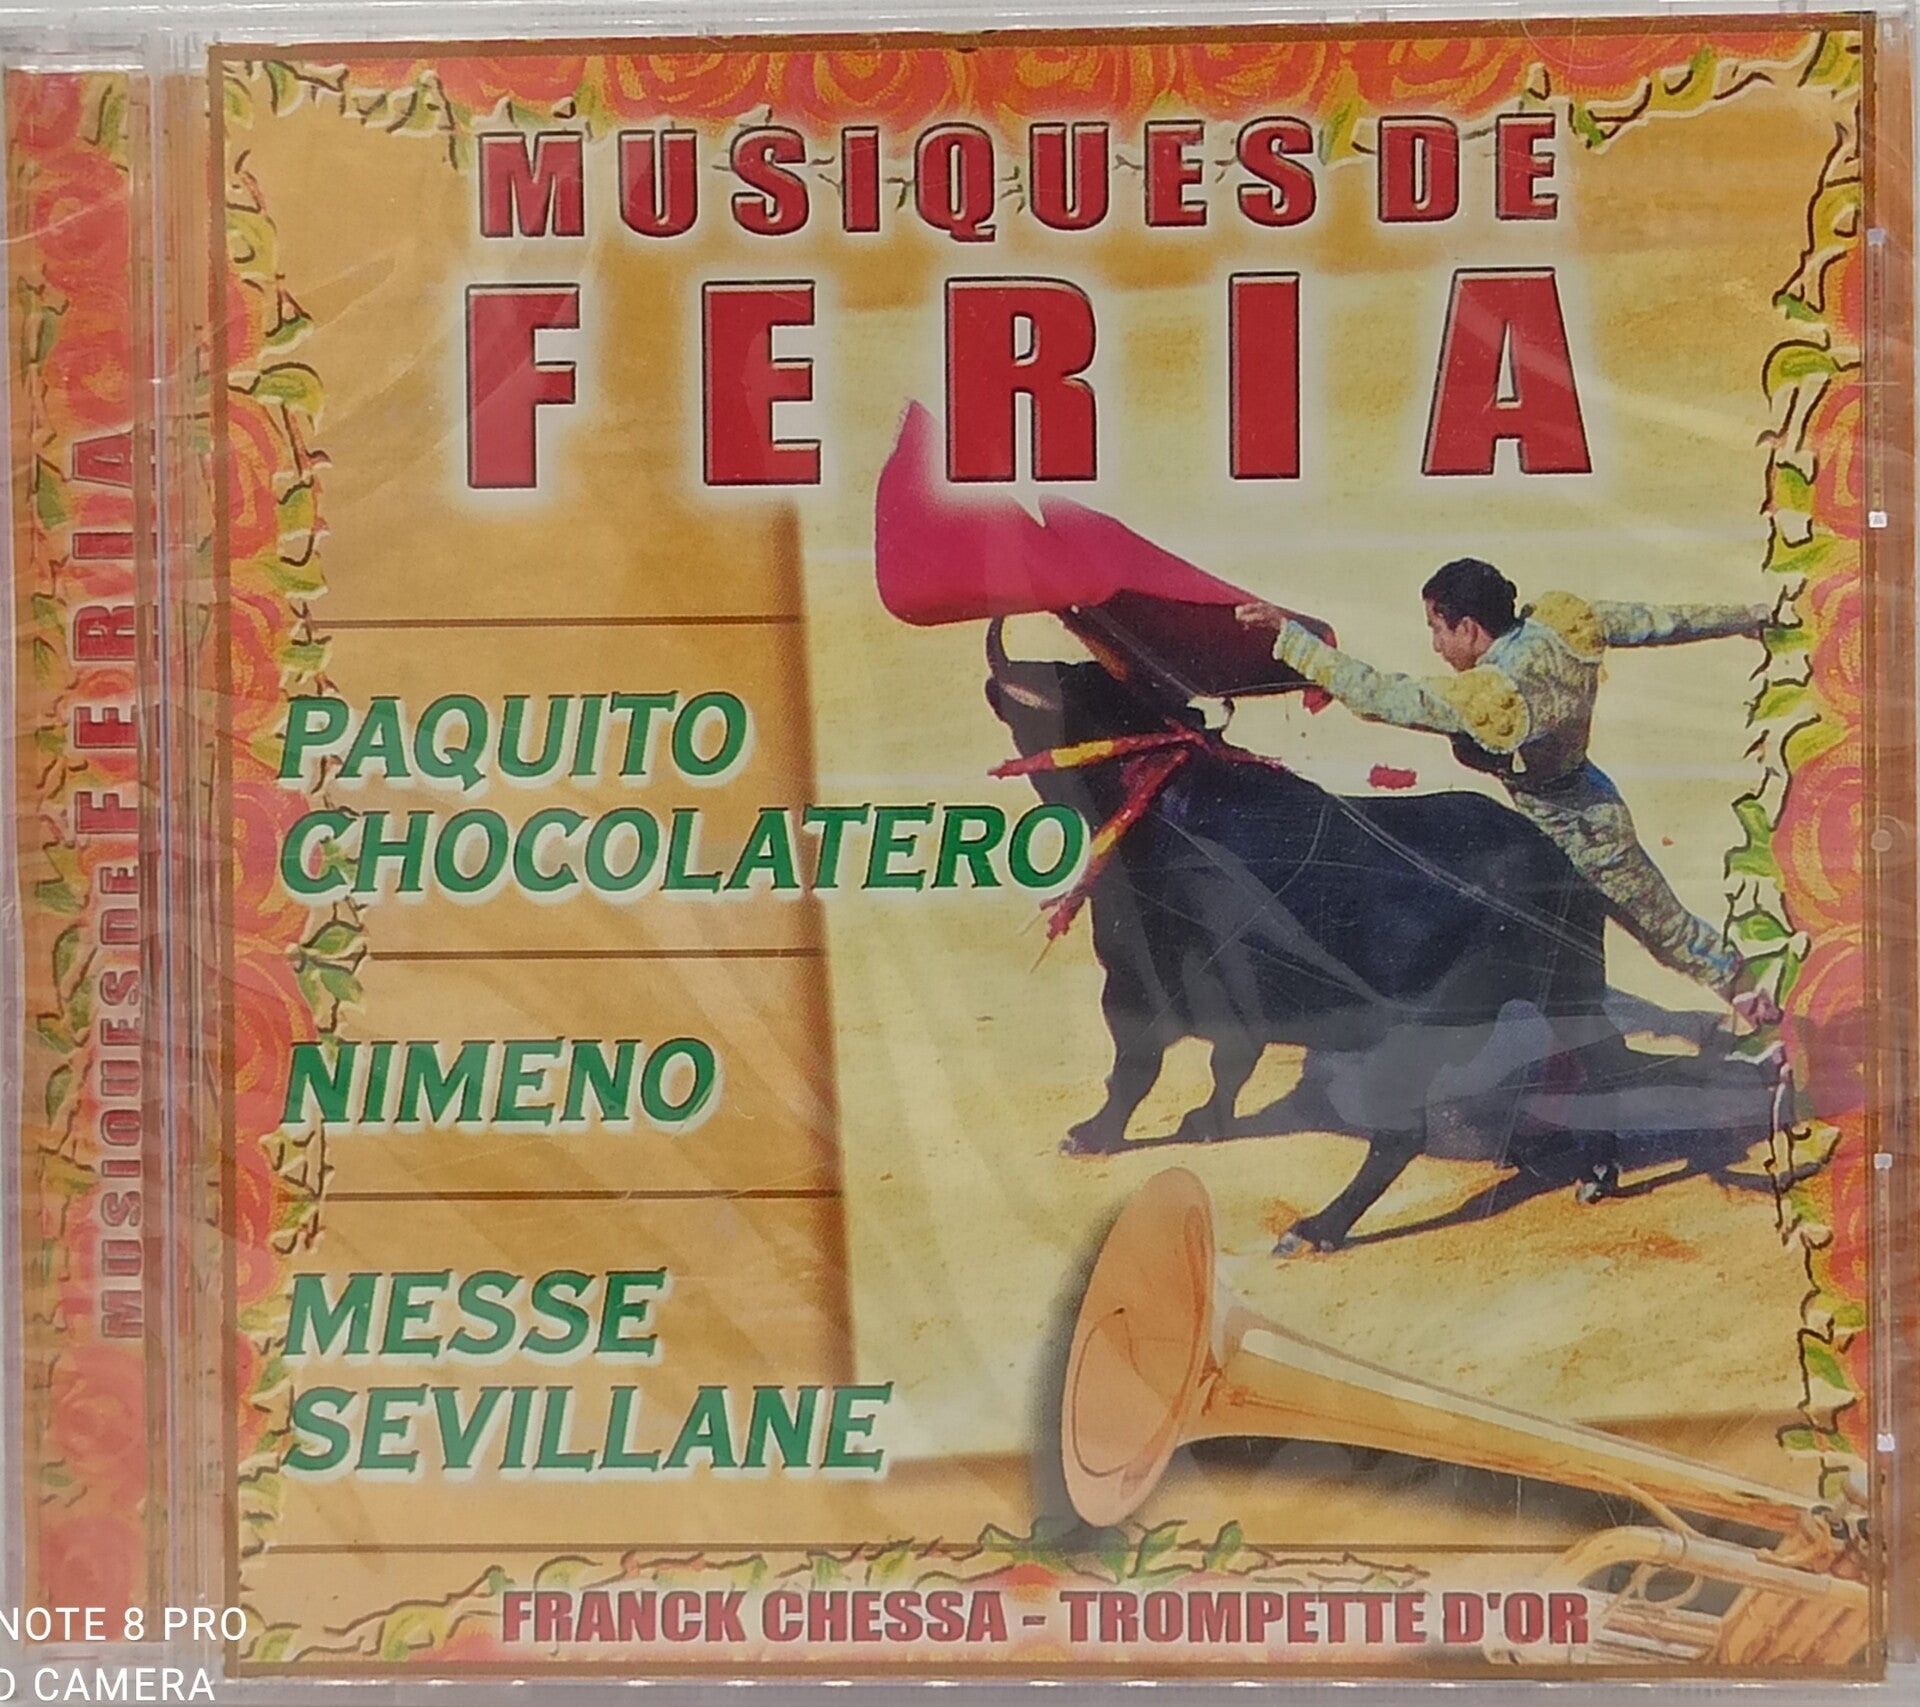 MUSIQUES DE
FERIA
PAQUITO
CHOCOLATERO
NIMENO
MESSE
SEVILLANE
FRANCK CHESSA - TROMPETTE D'OR
MUSIQUES DE FERIA
NOTE 8 PRO
CAMERA